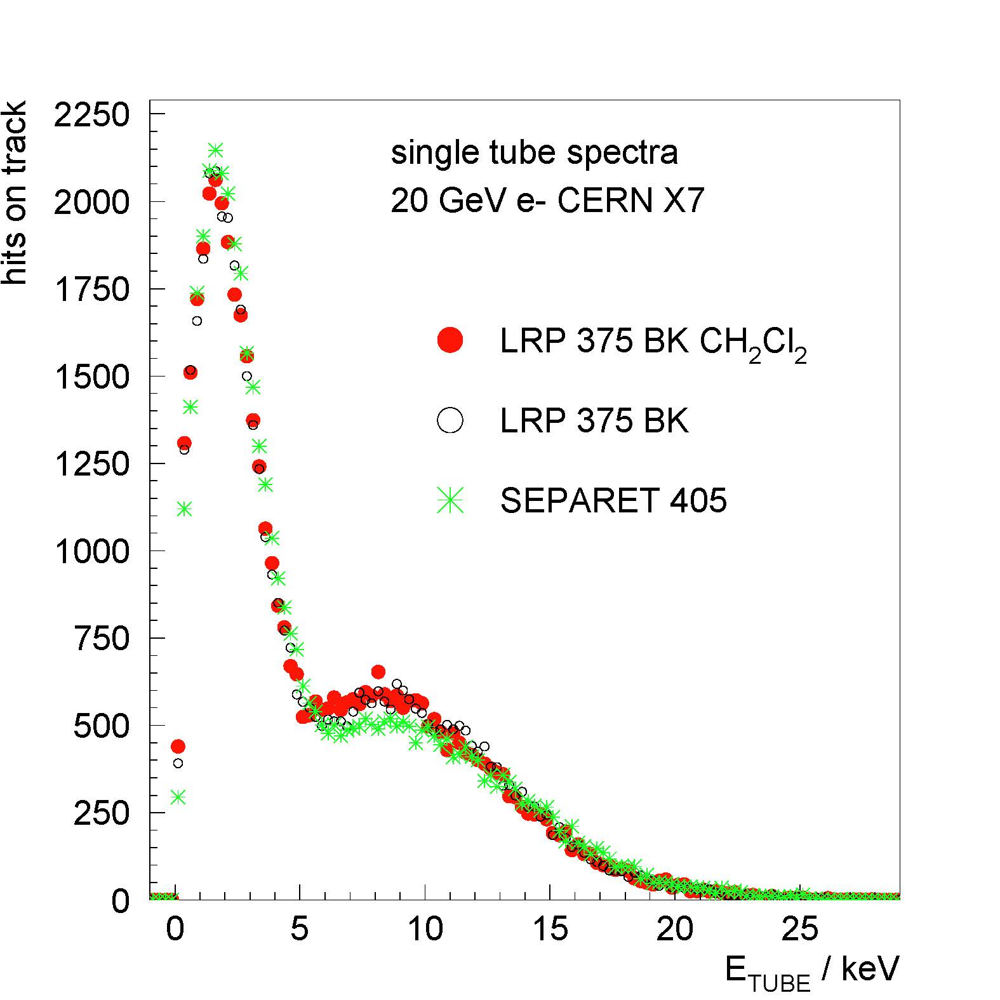 hits on track
2250
2000
1750
1500
1250
1000
750
500
250
0
single tube spectra
20 GeV e- CERN X7
LRP 375 BK CH₂Cl₂
LRP 375 BK
SEPARET 405
0 5 10 15 20 25
E_TUBE / keV